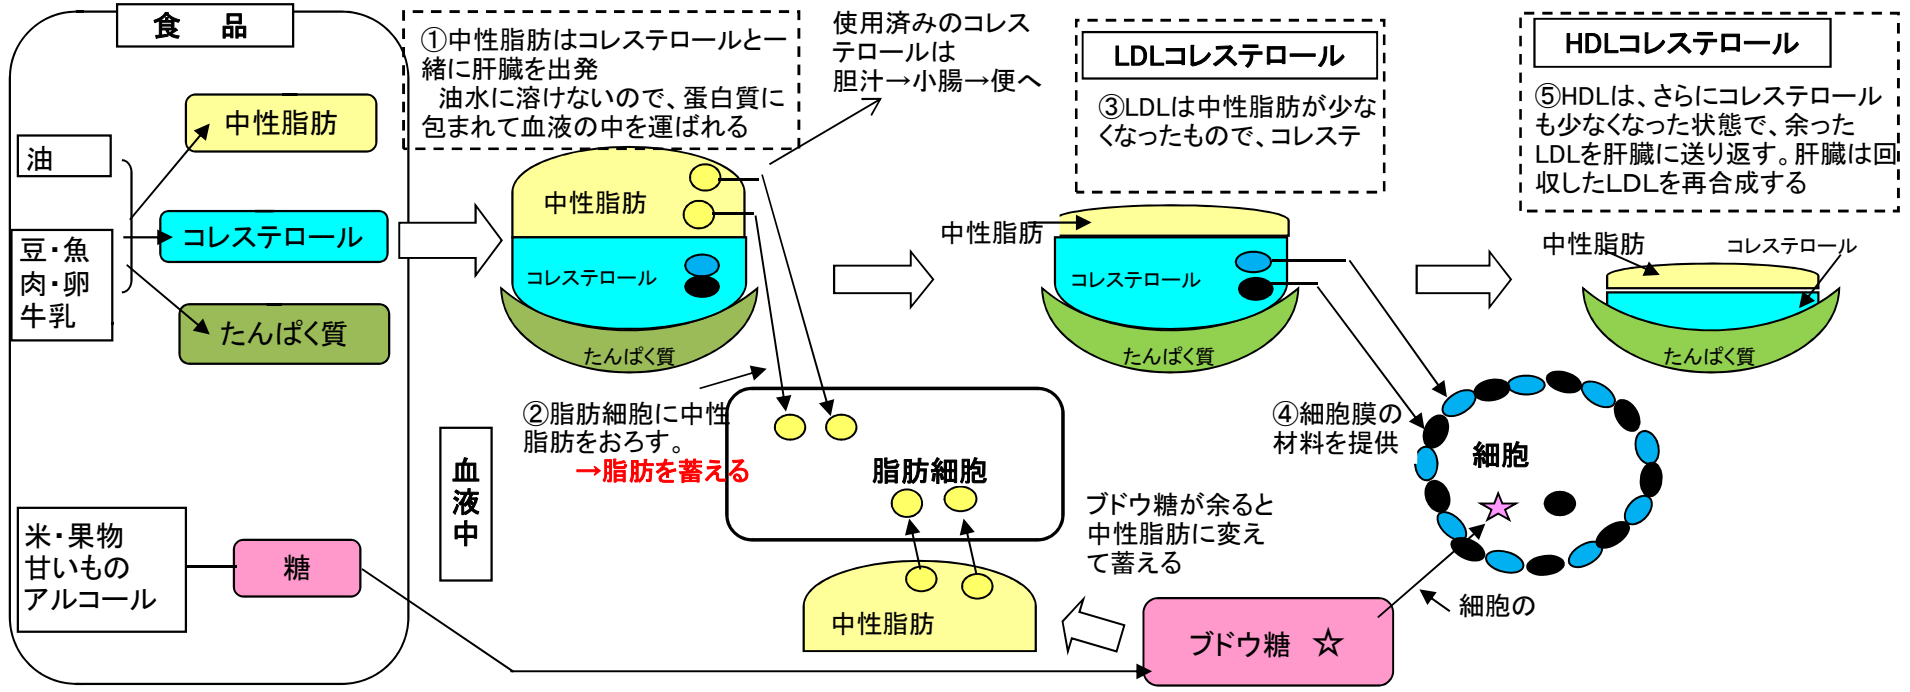 食 品
中性脂肪
油
コレステロール
豆・魚
肉・卵
牛乳
たんぱく質
米・果物
甘いもの
アルコール
糖
①中性脂肪はコレステロールと一
緒に肝臓を出発
油水に溶けないので、蛋白質に
包まれて血液の中を運ばれる
使用済みのコレス
テロールは
胆汁→小腸→便へ
中性脂肪
コレステロール
たんぱく質
②脂肪細胞に中性
脂肪をおろす。
→脂肪を蓄える
血
液
中
脂肪細胞
中性脂肪
ブドウ糖が余ると
中性脂肪に変え
て蓄える
ブドウ糖 ☆
LDLコレステロール
③LDLは中性脂肪が少な
くなったもので、コレステ
中性脂肪
コレステロール
たんぱく質
④細胞膜の
材料を提供
細胞
細胞の
HDLコレステロール
⑤HDLは、さらにコレステロール
も少なくなった状態で、余った
LDLを肝臓に送り返す。肝臓は回
収したLDLを再合成する
中性脂肪
コレステロール
たんぱく質